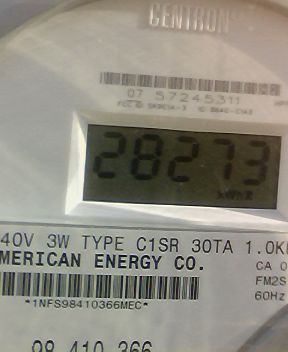 CENTRON
07 57245311
28273
40V 3W TYPE C1SR 30TA 1.0K
MERICAN ENERGY CO.
CA 0
FM2S
60Hz
*1NFS98410366MEC*
98 410 366